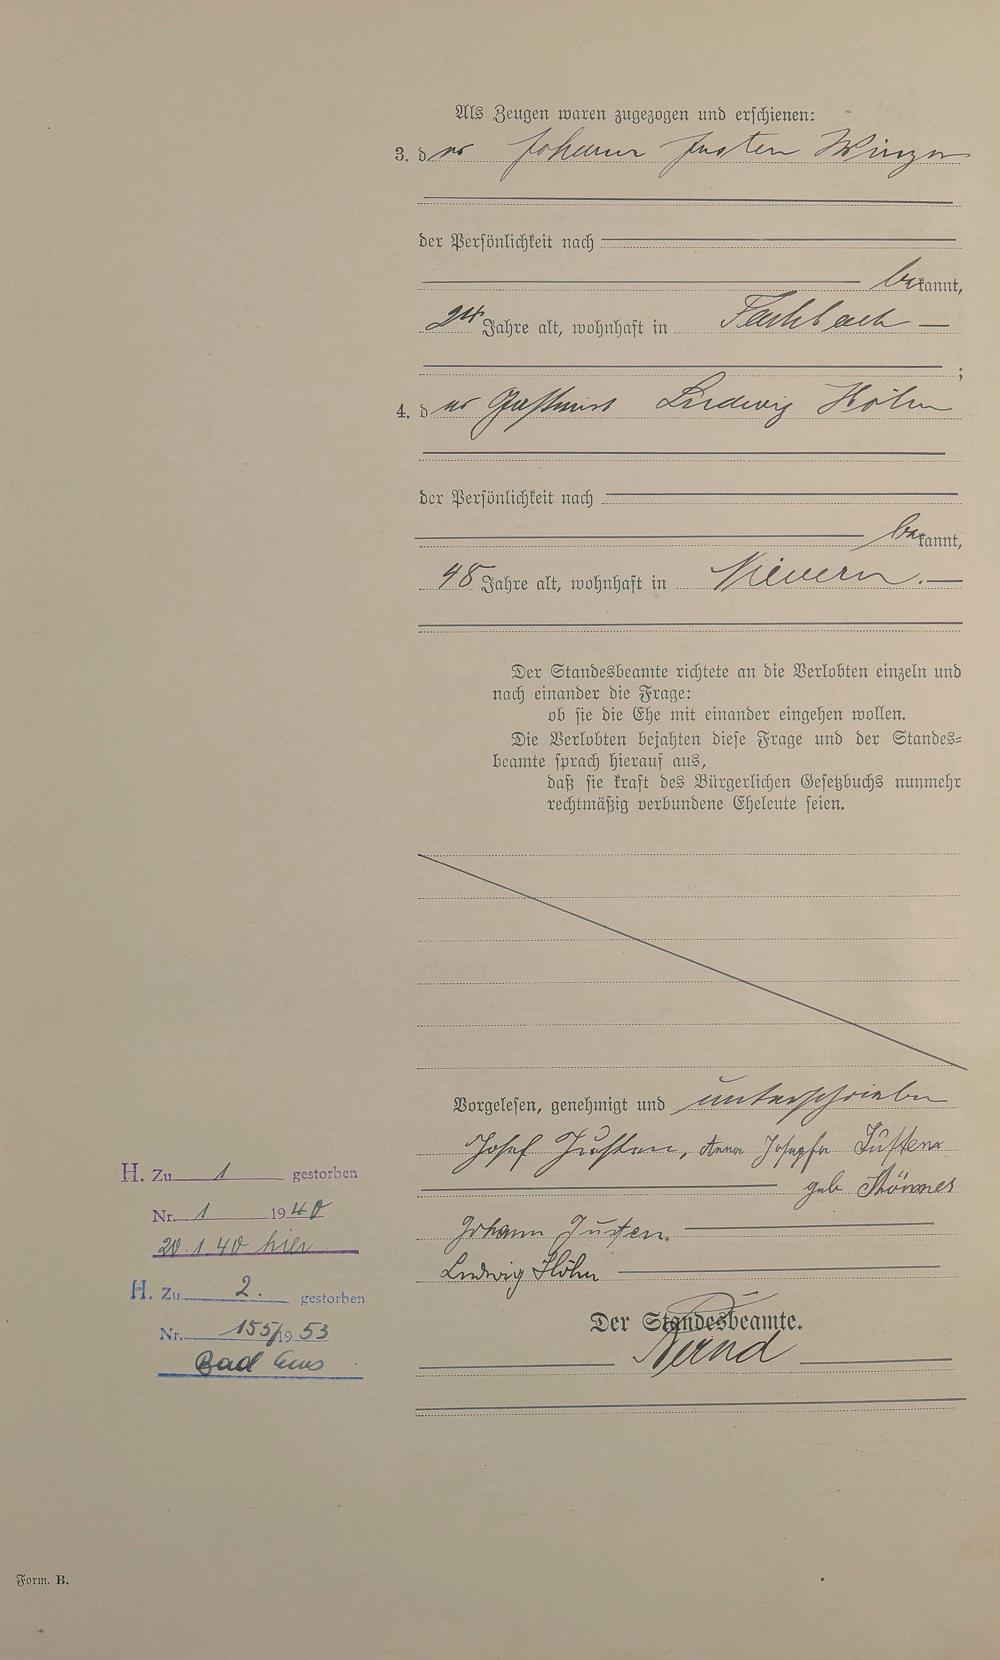 Als Zeugen waren zugezogen und erschienen:
3. der Johann Justen Winzer
der Persönlichkeit nach
bekannt,
24 Jahre alt, wohnhaft in Fachbach
;
4. der Gastwirt Ludwig Höhn
der Persönlichkeit nach
bekannt,
48 Jahre alt, wohnhaft in Nievern.
Der Standesbeamte richtete an die Verlobten einzeln und
nach einander die Frage:
ob sie die Ehe mit einander eingehen wollen.
Die Verlobten bejahten diese Frage und der Standes-
beamte sprach hierauf aus,
daß sie kraft des Bürgerlichen Gesetzbuchs nunmehr
rechtmäßig verbundene Eheleute seien.
Vorgelesen, genehmigt und unterschrieben
Josef Justen, Anna Josepha Justen
geb
Johann Justen.
Ludwig Höhn
Der Standesbeamte.
H. Zu 1 gestorben
Nr. 1 1940
20.1.40 hier
H. Zu 2. gestorben
Nr. 155/1953
Bad Ems
Form. B.